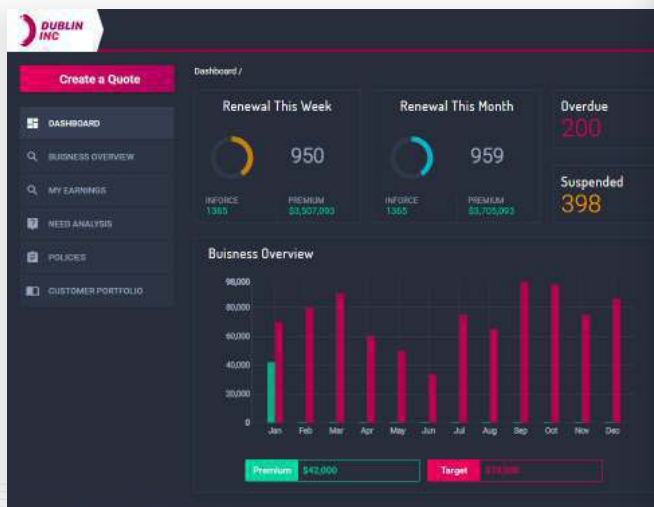 DUBLIN
INC
Create a Quote
DASHBOARD
BUISNESS OVERVIEW
MY EARNINGS
NEED ANALYSIS
POLICIES
CUSTOMER PORTFOLIO
Dashboard /
Renewal This Week
950
INFORCE
1365
PREMIUM
$3,507,093
Renewal This Month
959
INFORCE
1365
PREMIUM
$3,705,093
Overdue
200
Suspended
398
Buisness Overview
98,000
80,000
60,000
40,000
20,000
0
Jan Feb Mar Apr May Jun Jul Aug Sep Oct Nov Dec
Premium $42,000
Target